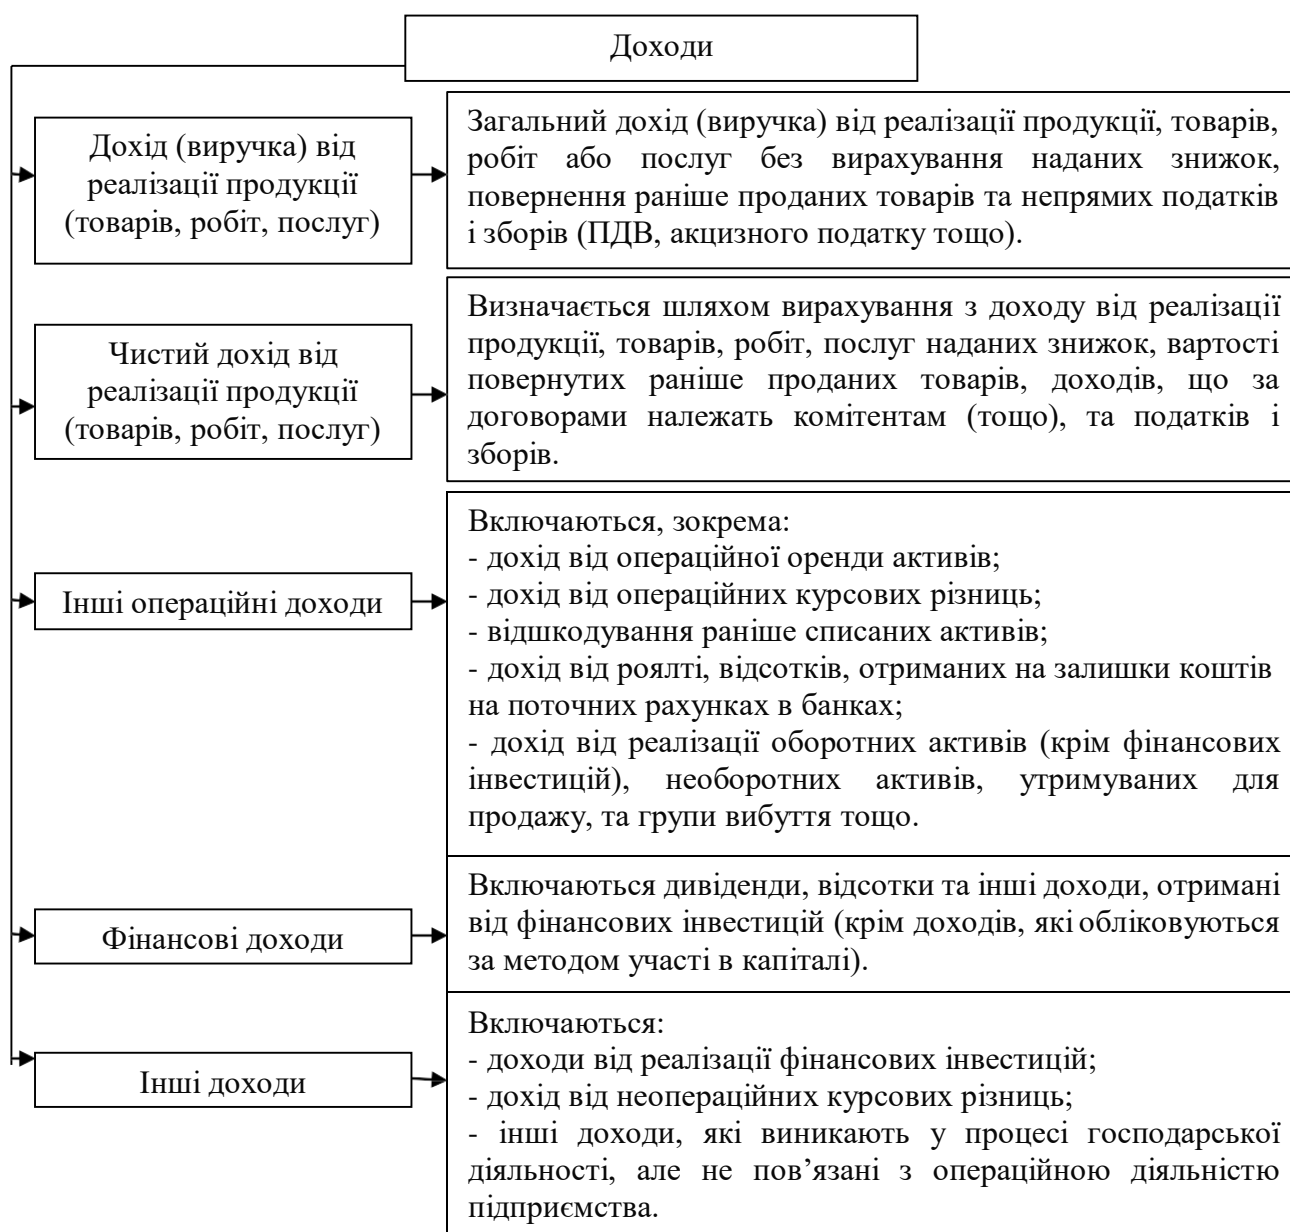 Доходи
Дохід (виручка) від
реалізації продукції
(товарів, робіт, послуг)
Загальний дохід (виручка) від реалізації продукції, товарів,
робіт або послуг без вирахування наданих знижок,
повернення раніше проданих товарів та непрямих податків
і зборів (ПДВ, акцизного податку тощо).
Чистий дохід від
реалізації продукції
(товарів, робіт, послуг)
Визначається шляхом вирахування з доходу від реалізації
продукції, товарів, робіт, послуг наданих знижок, вартості
повернутих раніше проданих товарів, доходів, що за
договорами належать комітентам (тощо), та податків і
зборів.
Інші операційні доходи
Включаються, зокрема:
- дохід від операційної оренди активів;
- дохід від операційних курсових різниць;
- відшкодування раніше списаних активів;
- дохід від роялті, відсотків, отриманих на залишки коштів
на поточних рахунках в банках;
- дохід від реалізації оборотних активів (крім фінансових
інвестицій), необоротних активів, утримуваних для
продажу, та групи вибуття тощо.
Фінансові доходи
Включаються дивіденди, відсотки та інші доходи, отримані
від фінансових інвестицій (крім доходів, які обліковуються
за методом участі в капіталі).
Інші доходи
Включаються:
- доходи від реалізації фінансових інвестицій;
- дохід від неопераційних курсових різниць;
- інші доходи, які виникають у процесі господарської
діяльності, але не пов’язані з операційною діяльністю
підприємства.